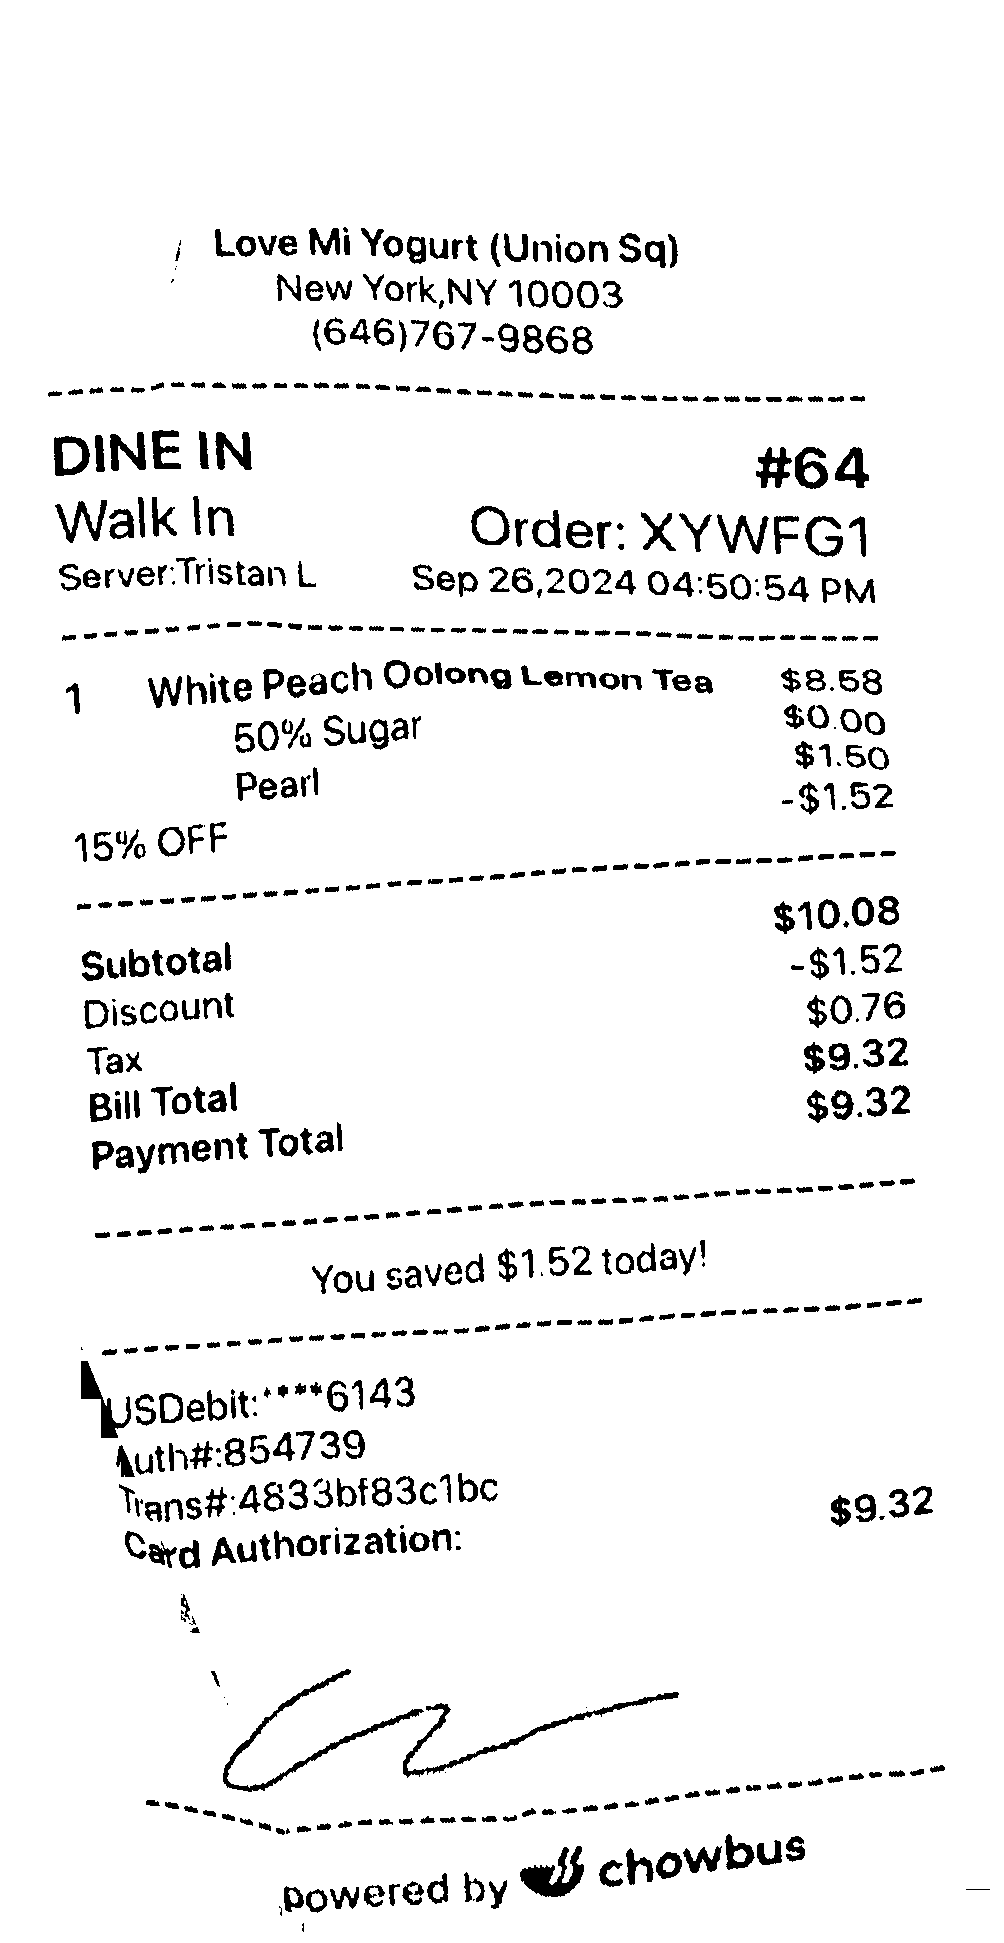 Love Mi Yogurt (Union Sq)
New York,NY 10003
(646)767-9868
DINE IN #64
Walk In Order: XYWFG1
Server:Tristan L Sep 26,2024 04:50:54 PM
1 White Peach Oolong Lemon Tea $8.58
50% Sugar $0.00
Pearl $1.50
15% OFF -$1.52
Subtotal $10.08
Discount -$1.52
Tax $0.76
Bill Total $9.32
Payment Total $9.32
You saved $1.52 today!
USDebit:****6143
Auth#:854739
Trans#:4833bf83c1bc
Card Authorization: $9.32
powered by chowbus